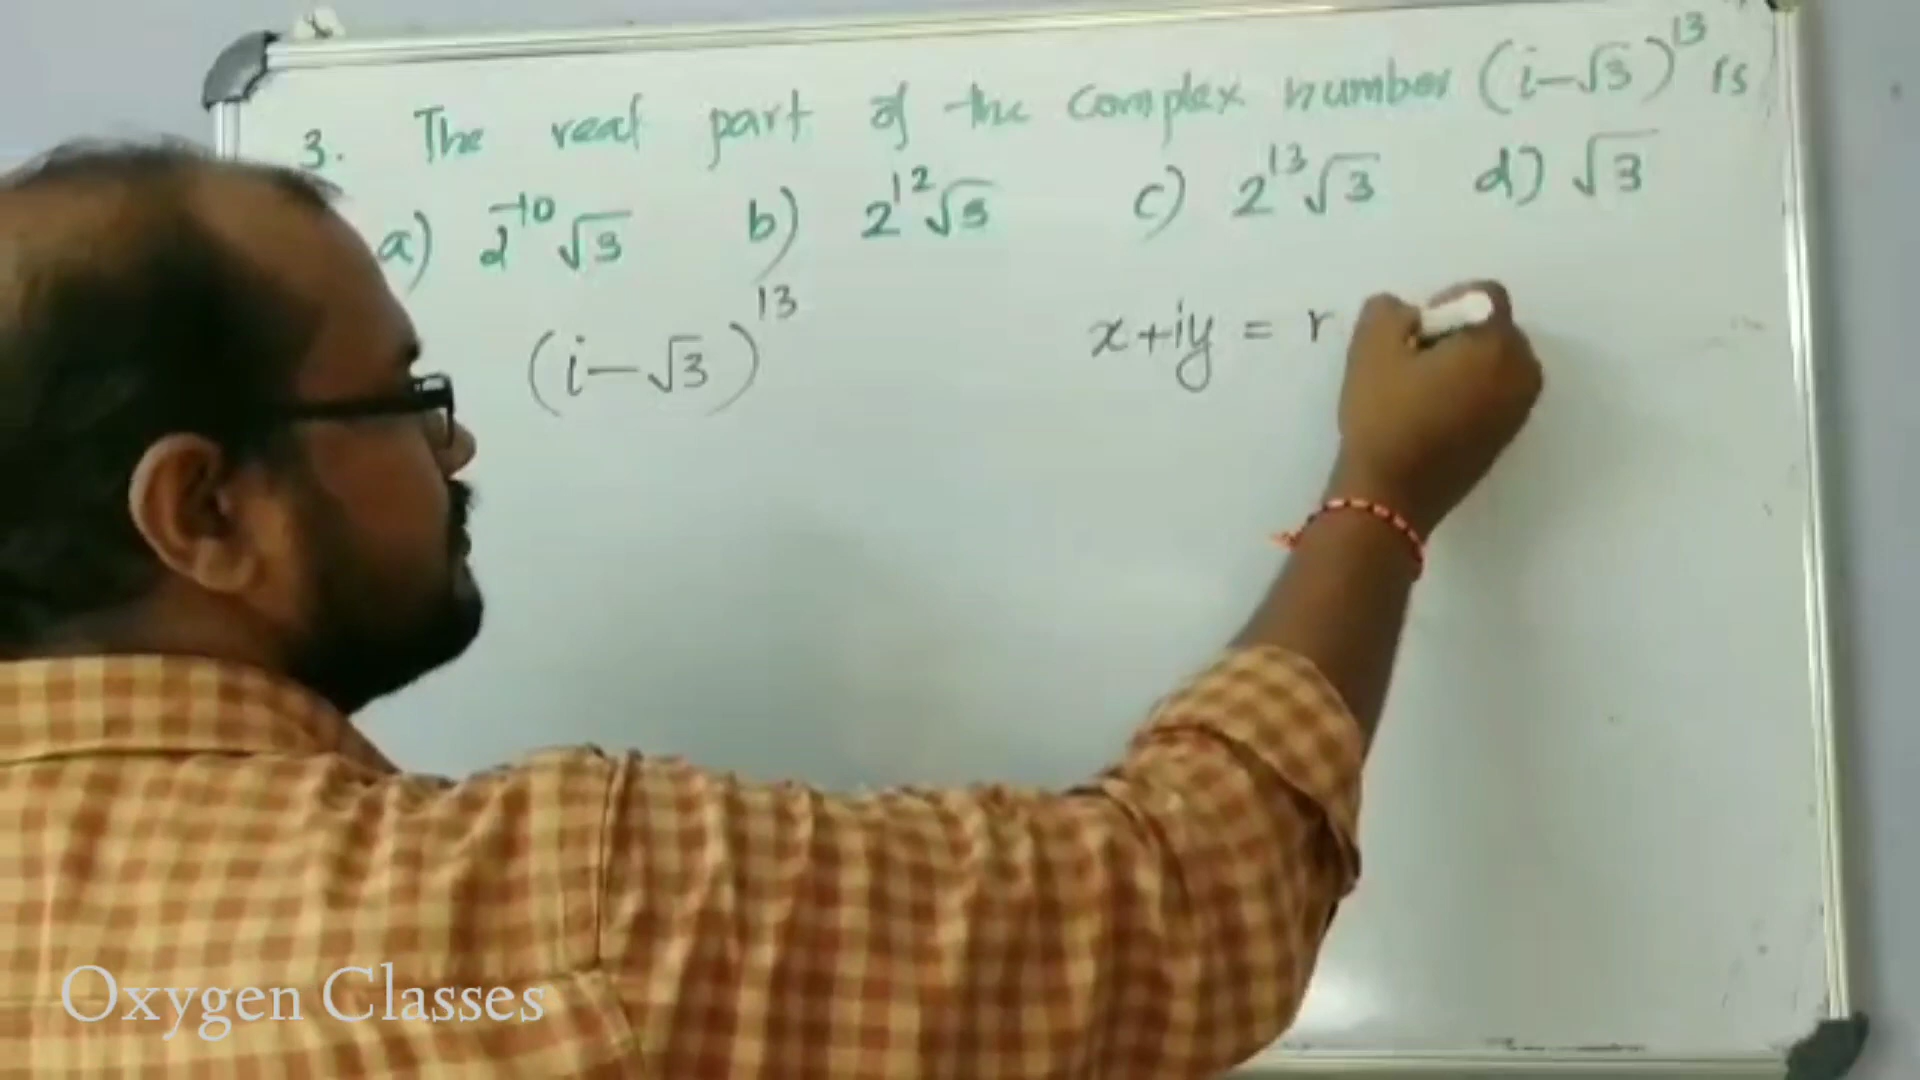 3. The real part of the complex number (i-√3)^13 is
a) 2^-10 √3 b) 2^12 √3 c) 2^13 √3 d) √3
(i-√3)^13 x+iy = r
Oxygen Classes